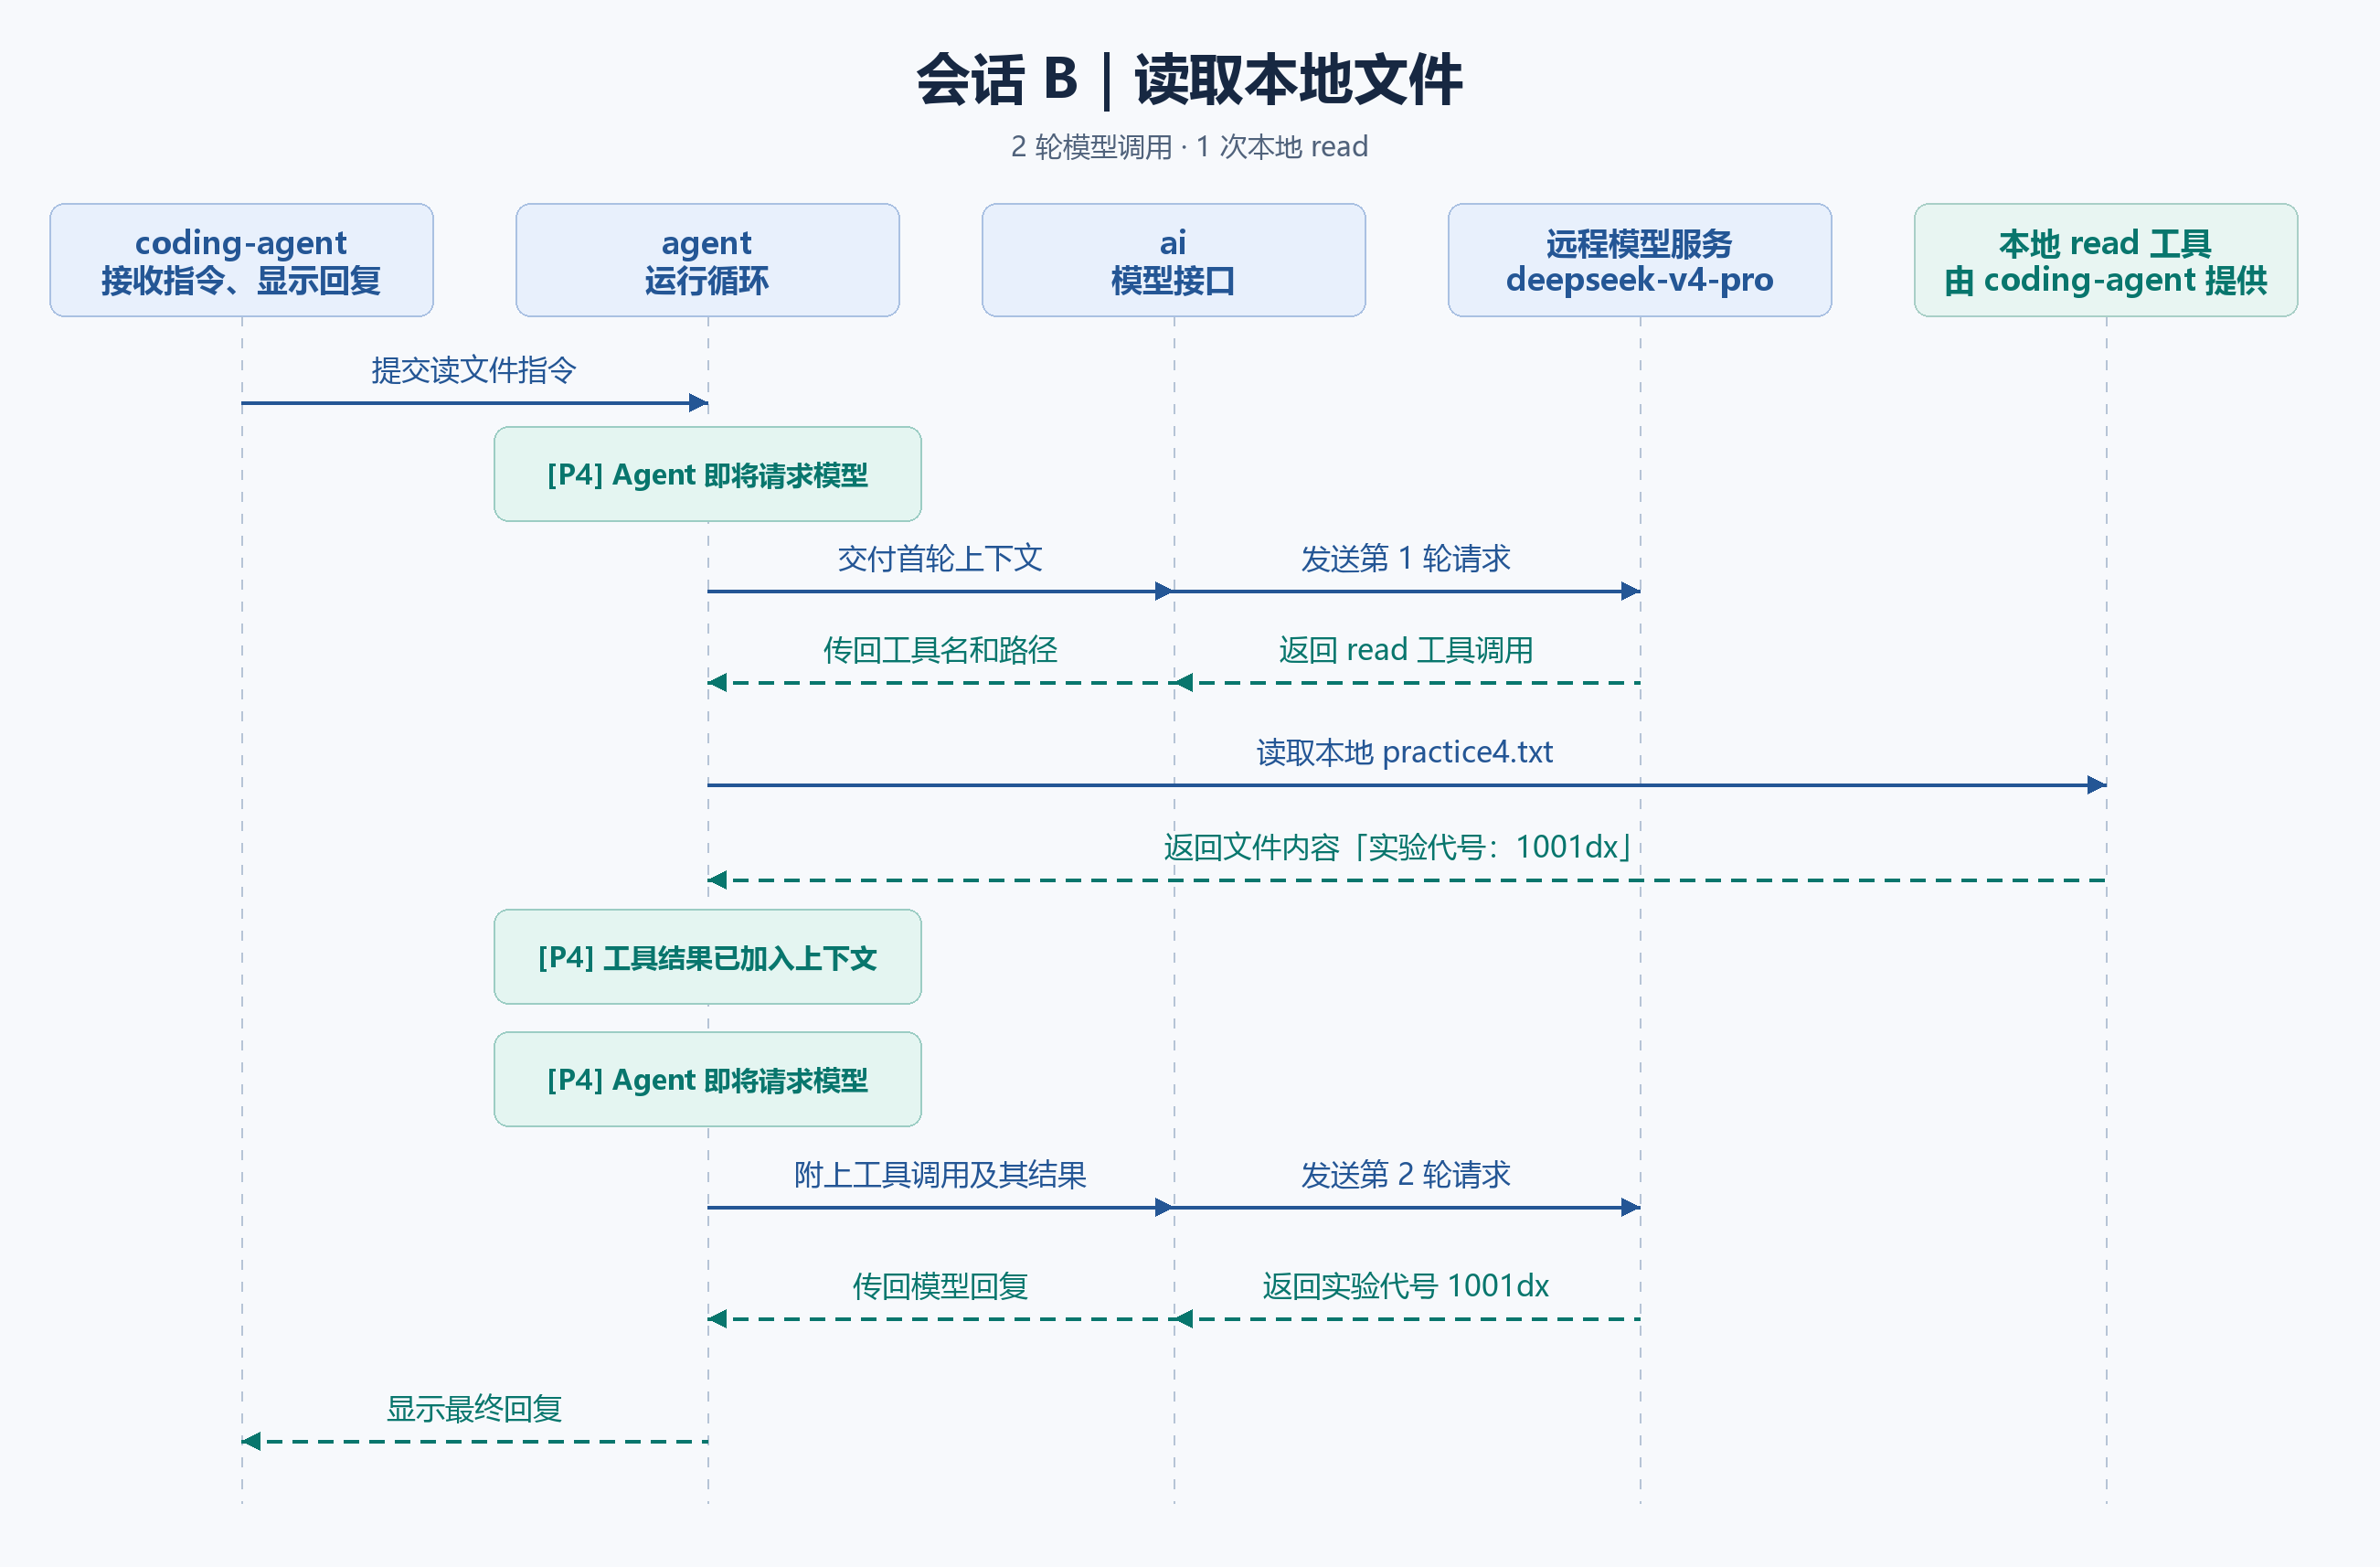 会话 B｜读取本地文件
2 轮模型调用 · 1 次本地 read
coding-agent
接收指令、显示回复
agent
运行循环
ai
模型接口
远程模型服务
deepseek-v4-pro
本地 read 工具
由 coding-agent 提供
提交读文件指令
[P4] Agent 即将请求模型
交付首轮上下文
发送第 1 轮请求
传回工具名和路径
返回 read 工具调用
读取本地 practice4.txt
返回文件内容「实验代号：1001dx」
[P4] 工具结果已加入上下文
[P4] Agent 即将请求模型
附上工具调用及其结果
发送第 2 轮请求
传回模型回复
返回实验代号 1001dx
显示最终回复